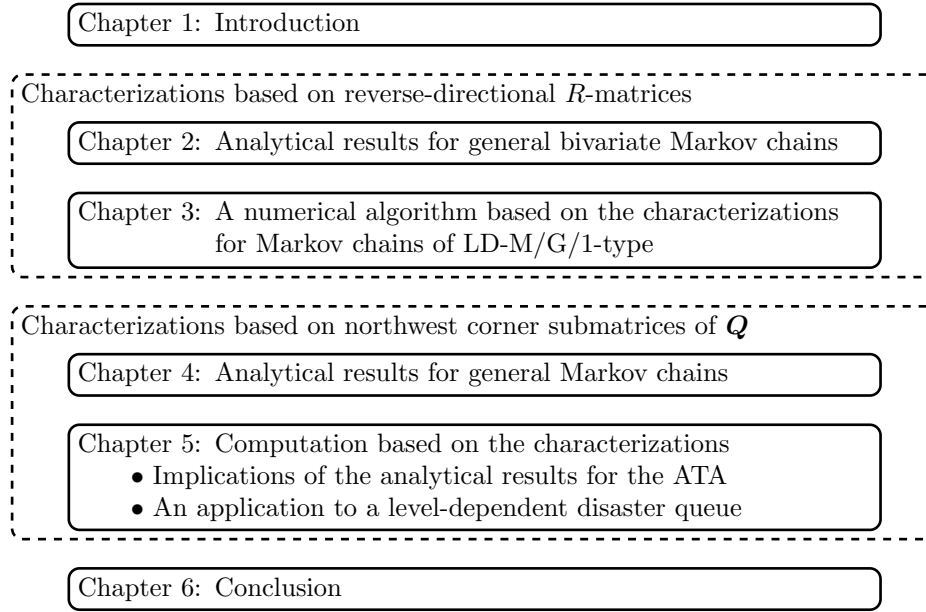 Chapter 1: Introduction
Characterizations based on reverse-directional R-matrices
Chapter 2: Analytical results for general bivariate Markov chains
Chapter 3: A numerical algorithm based on the characterizations
for Markov chains of LD-M/G/1-type
Characterizations based on northwest corner submatrices of Q
Chapter 4: Analytical results for general Markov chains
Chapter 5: Computation based on the characterizations
• Implications of the analytical results for the ATA
• An application to a level-dependent disaster queue
Chapter 6: Conclusion